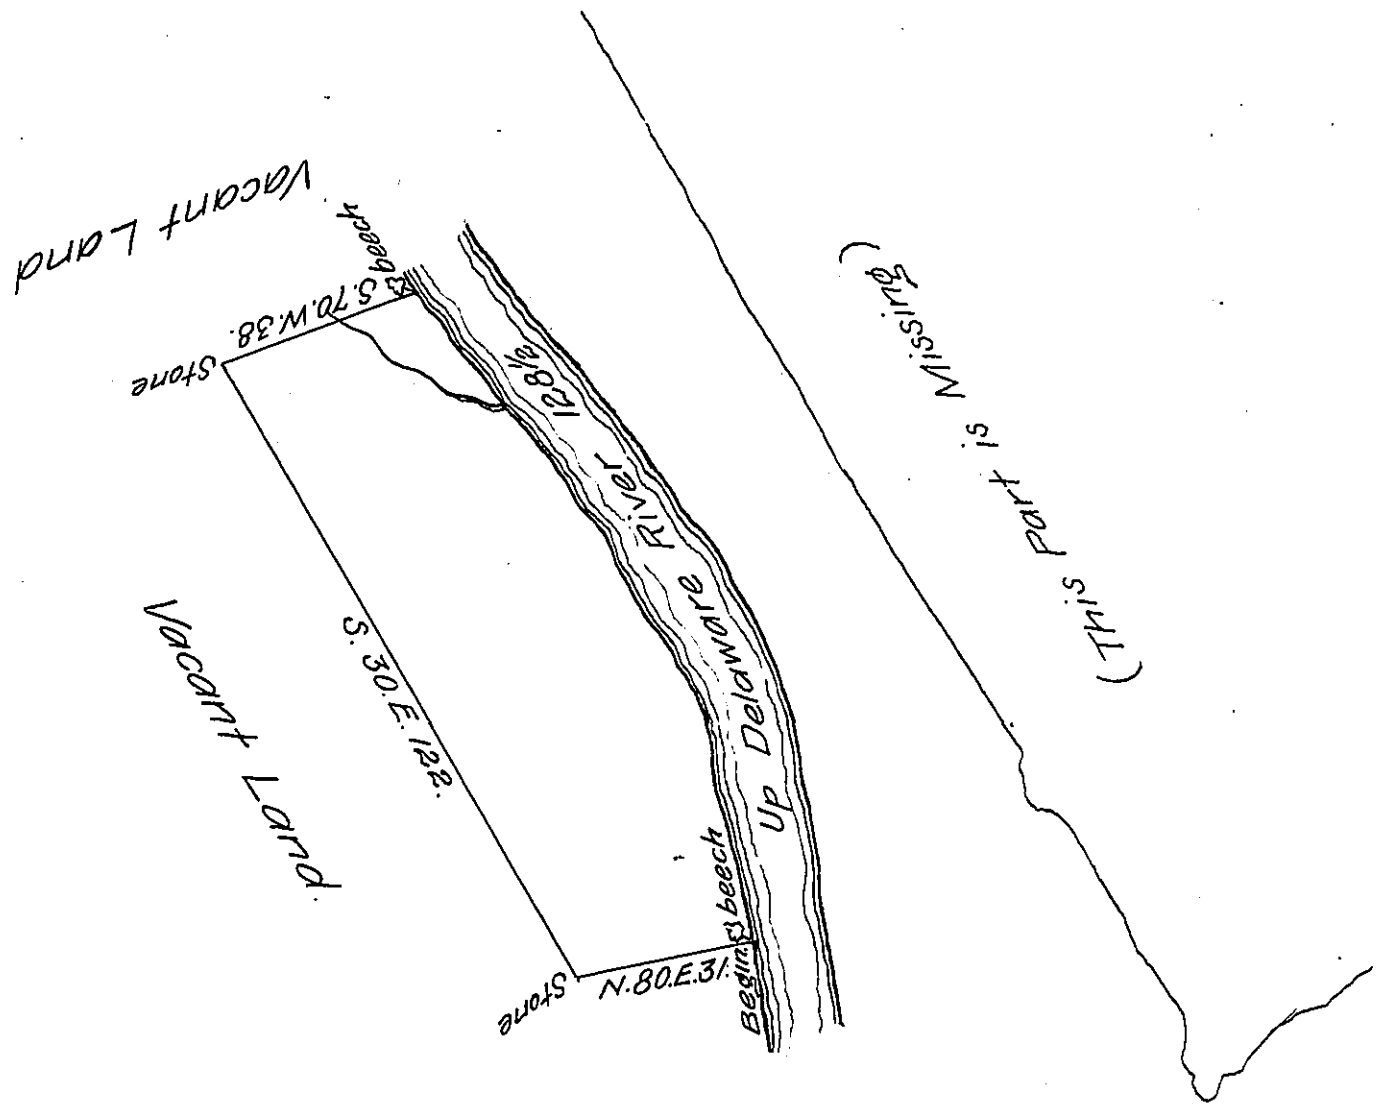 Vacant Land
beech
S.70.W.38.
Stone
128½
Up Delaware River
(This part is Missing)
S. 30.E.122.
Vacant Land
beech
Begin.
N.80.E.31.
Stone